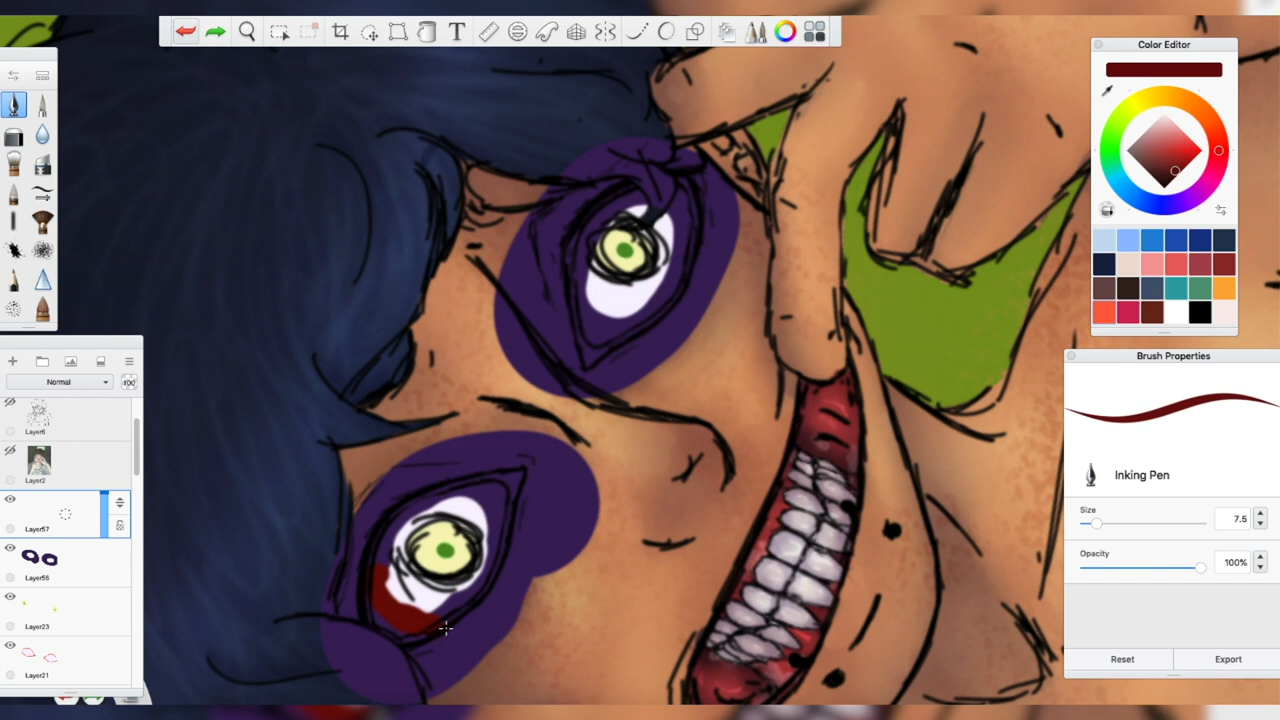 T
Color Editor
Normal
100
Layer6
Layer2
Layer57
Layer56
Layer23
Layer21
Brush Properties
Inking Pen
Size
7.5
Opacity
100%
Reset
Export